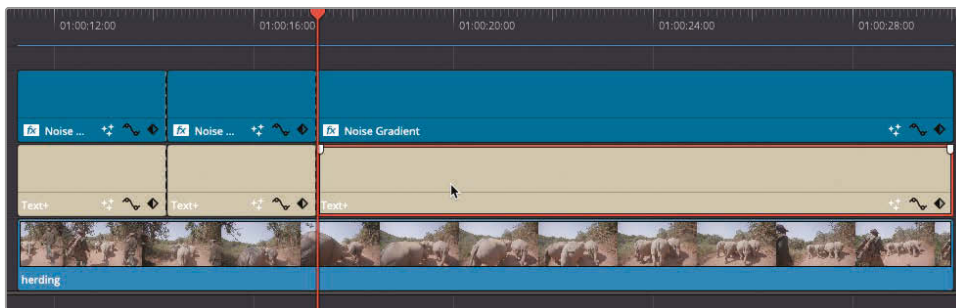 01:00:12:00 01:00:16:00 01:00:20:00 01:00:24:00 01:00:28:00
fx Noise ... fx Noise ... fx Noise Gradient
Text+ Text+ Text+
herding